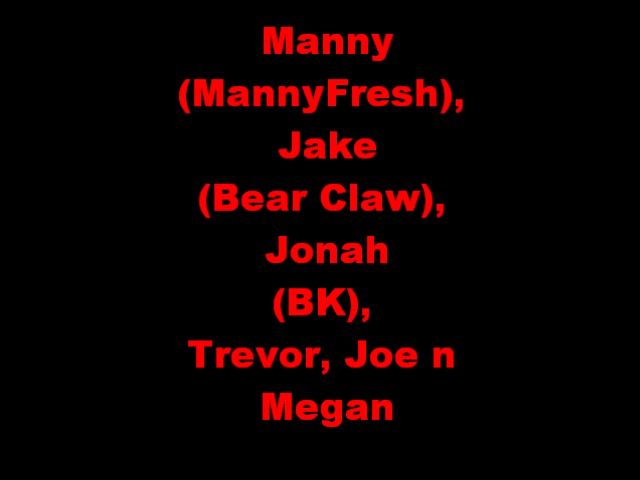 Manny
(MannyFresh),
Jake
(Bear Claw),
Jonah
(BK),
Trevor, Joe n
Megan